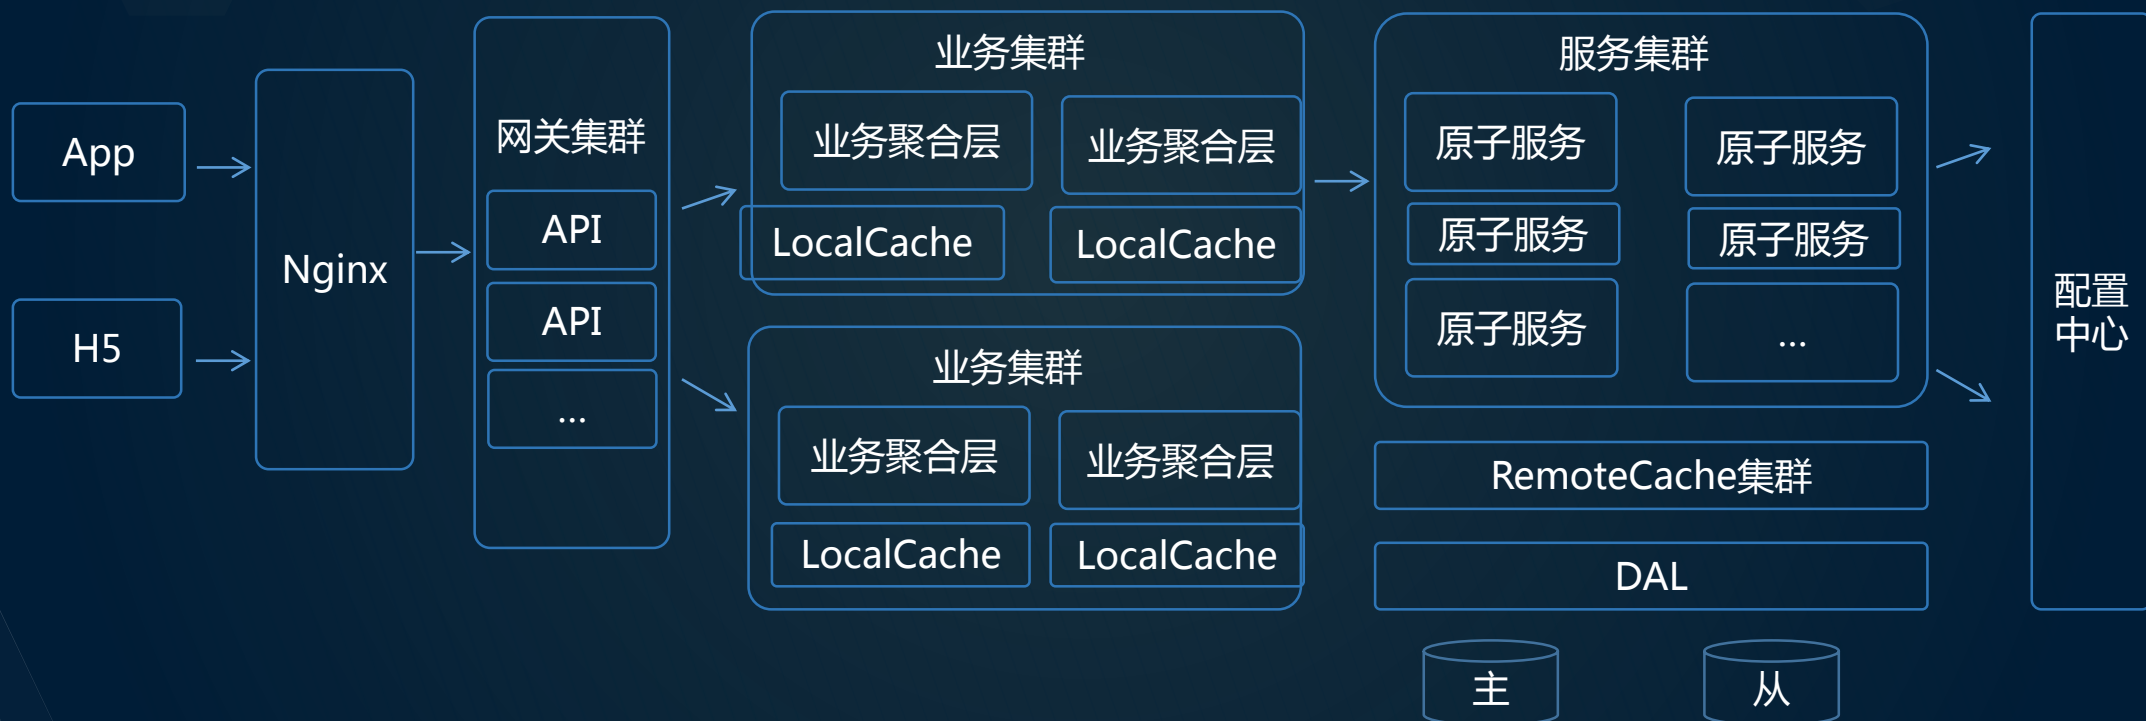 App
H5
Nginx
网关集群
API
API
...
业务集群
业务聚合层
业务聚合层
LocalCache
LocalCache
业务集群
业务聚合层
业务聚合层
LocalCache
LocalCache
服务集群
原子服务
原子服务
原子服务
原子服务
原子服务
...
RemoteCache集群
DAL
主
从
配置
中心